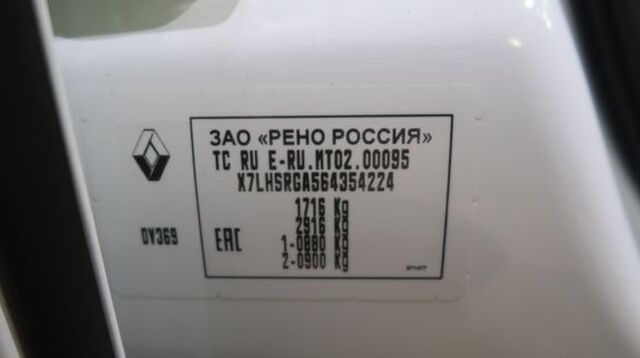 ЗАО «РЕНО РОССИЯ»
TC RU E-RU.MT02.00095
X7LHSRGA564354224
1716 Kg
2916 Kg
1-0880 Kg
2-0900 Kg
0V369
EAC